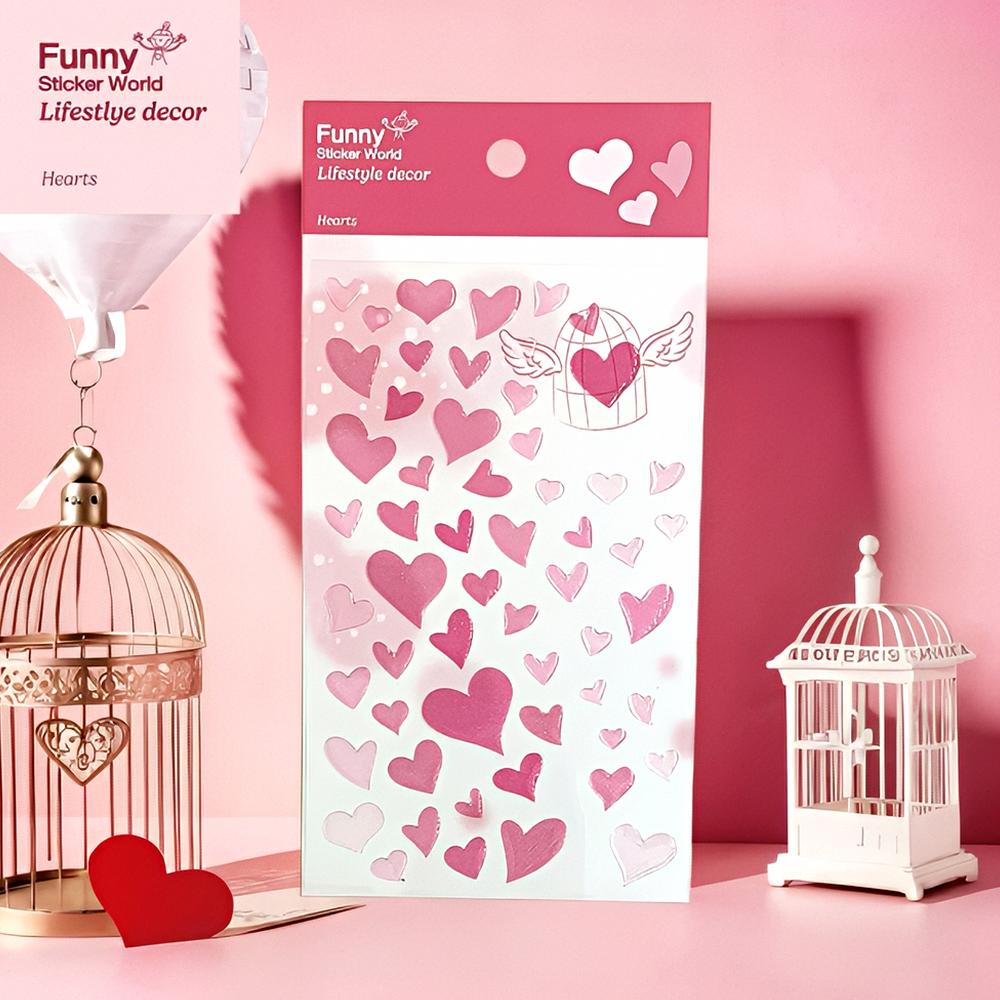 Funny
Sticker World
Lifestlye decor
Hearts
Funny
Sticker World
Lifestyle decor
Hearts